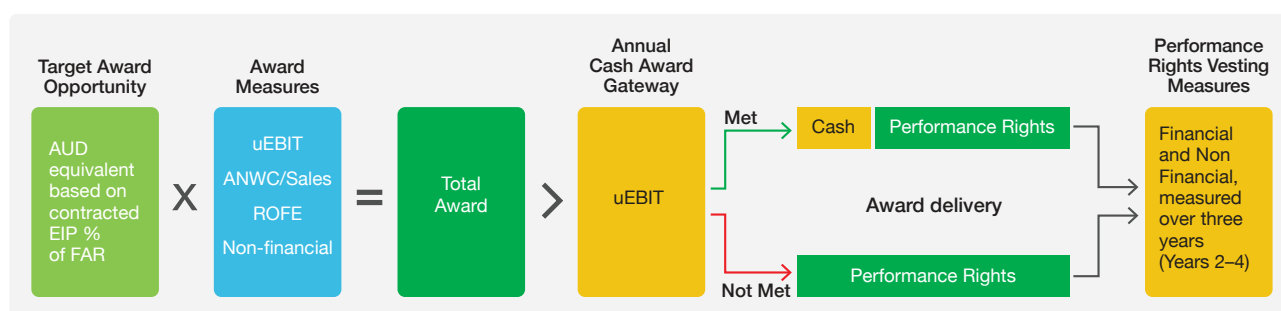 Target Award
Opportunity
AUD
equivalent
based on
contracted
EIP %
of FAR
X
Award
Measures
uEBIT
ANWC/Sales
ROFE
Non-financial
=
Total
Award
>
Annual
Cash Award
Gateway
uEBIT
Met
Cash
Performance Rights
Award delivery
Not Met
Performance Rights
Performance
Rights Vesting
Measures
Financial
and Non
Financial,
measured
over three
years
(Years 2–4)